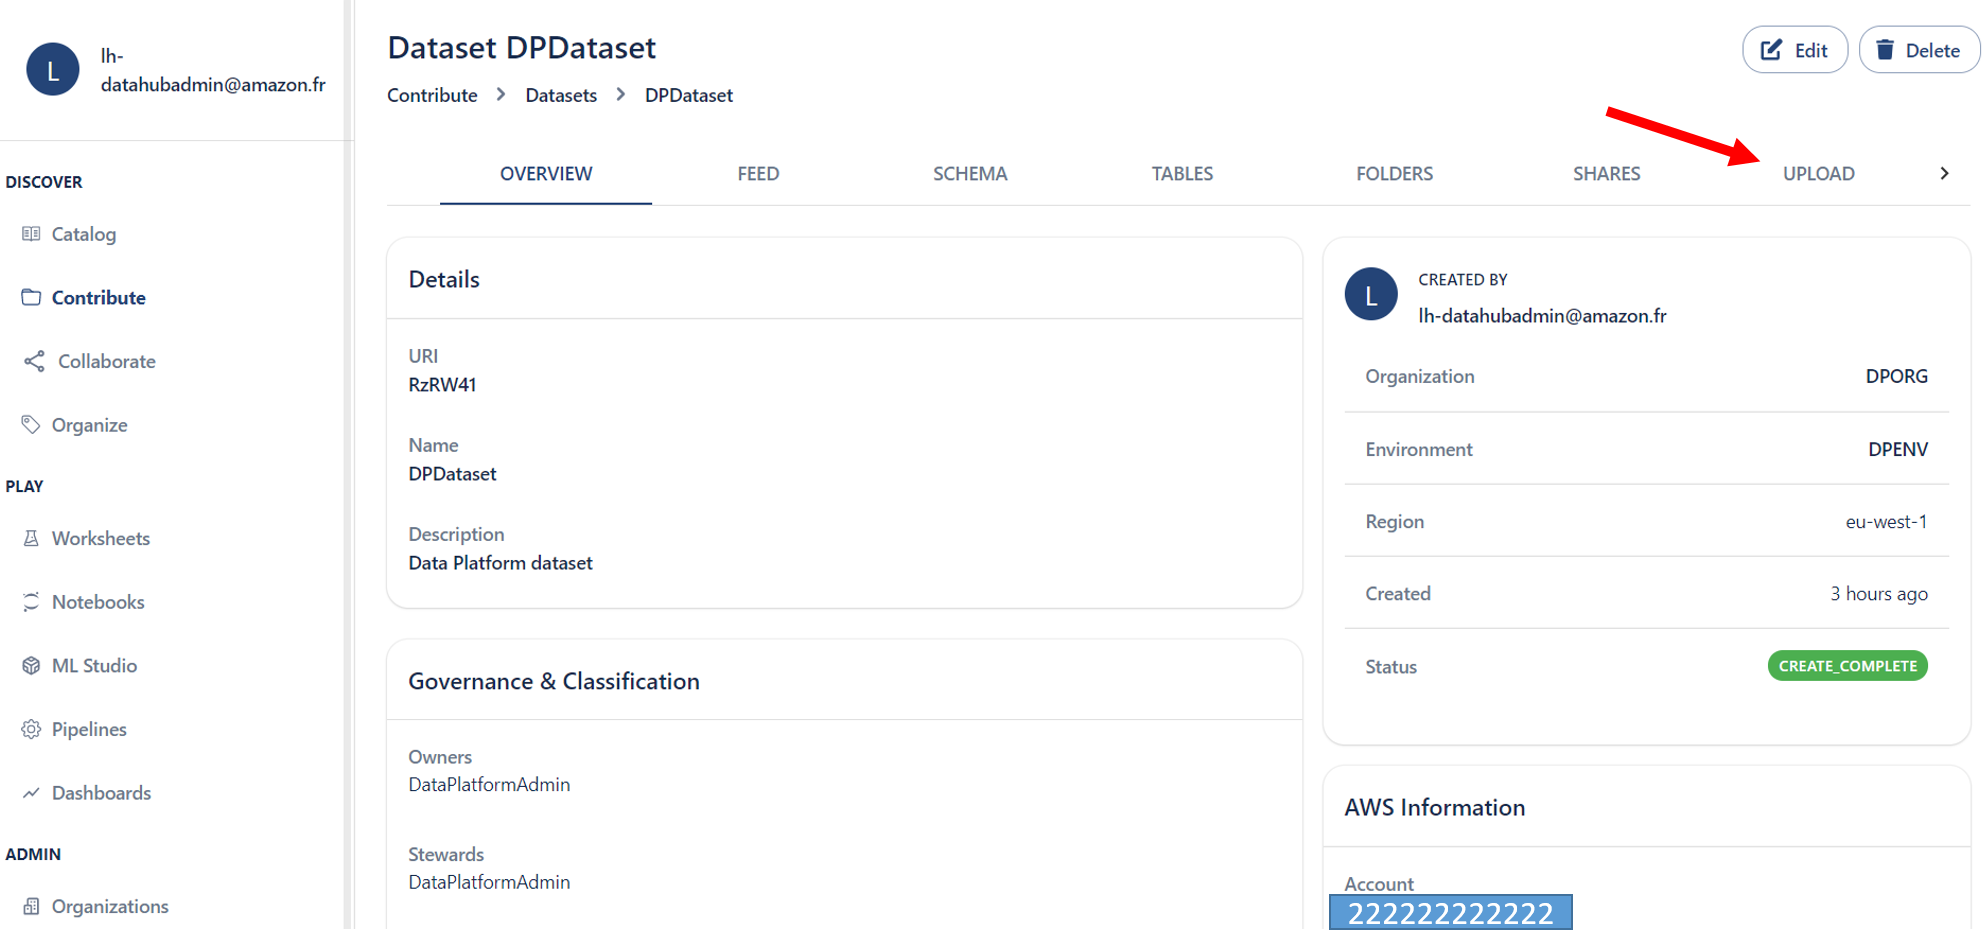 L
lh-
datahubadmin@amazon.fr
DISCOVER
Catalog
Contribute
Collaborate
Organize
PLAY
Worksheets
Notebooks
ML Studio
Pipelines
Dashboards
ADMIN
Organizations
Dataset DPDataset
Edit
Delete
Contribute > Datasets > DPDataset
OVERVIEW FEED SCHEMA TABLES FOLDERS SHARES UPLOAD
Details
URI
RzRW41
Name
DPDataset
Description
Data Platform dataset
Governance & Classification
Owners
DataPlatformAdmin
Stewards
DataPlatformAdmin
L
CREATED BY
lh-datahubadmin@amazon.fr
Organization DPORG
Environment DPENV
Region eu-west-1
Created 3 hours ago
Status CREATE_COMPLETE
AWS Information
Account
222222222222